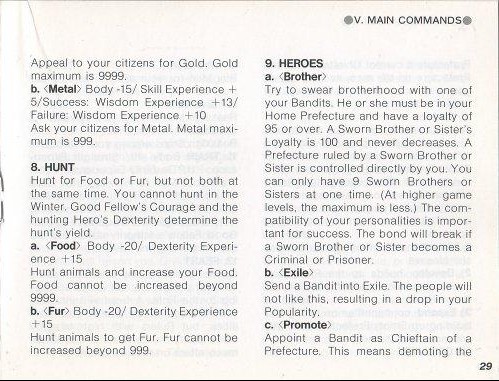 ●V. MAIN COMMANDS●
Appeal to your citizens for Gold. Gold
maximum is 9999.
b. <Metal> Body -15/ Skill Experience +
5/Success: Wisdom Experience +13/
Failure: Wisdom Experience +10
Ask your citizens for Metal. Metal maxi-
mum is 999.
8. HUNT
Hunt for Food or Fur, but not both at
the same time. You cannot hunt in the
Winter. Good Fellow's Courage and the
hunting Hero's Dexterity determine the
hunt's yield.
a. <Food> Body -20/ Dexterity Experi-
ence +15
Hunt animals and increase your Food.
Food cannot be increased beyond
9999.
b. <Fur> Body -20/ Dexterity Experience
+15
Hunt animals to get Fur. Fur cannot be
increased beyond 999.
9. HEROES
a. <Brother>
Try to swear brotherhood with one of
your Bandits. He or she must be in your
Home Prefecture and have a loyalty of
95 or over. A Sworn Brother or Sister's
Loyalty is 100 and never decreases. A
Prefecture ruled by a Sworn Brother or
Sister is controlled directly by you. You
can only have 9 Sworn Brothers or
Sisters at one time. (At higher game
levels, the maximum is less.) The com-
patibility of your personalities is impor-
tant for success. The bond will break if
a Sworn Brother or Sister becomes a
Criminal or Prisoner.
b. <Exile>
Send a Bandit into Exile. The people will
not like this, resulting in a drop in your
Popularity.
c. <Promote>
Appoint a Bandit as Chieftain of a
Prefecture. This means demoting the
29